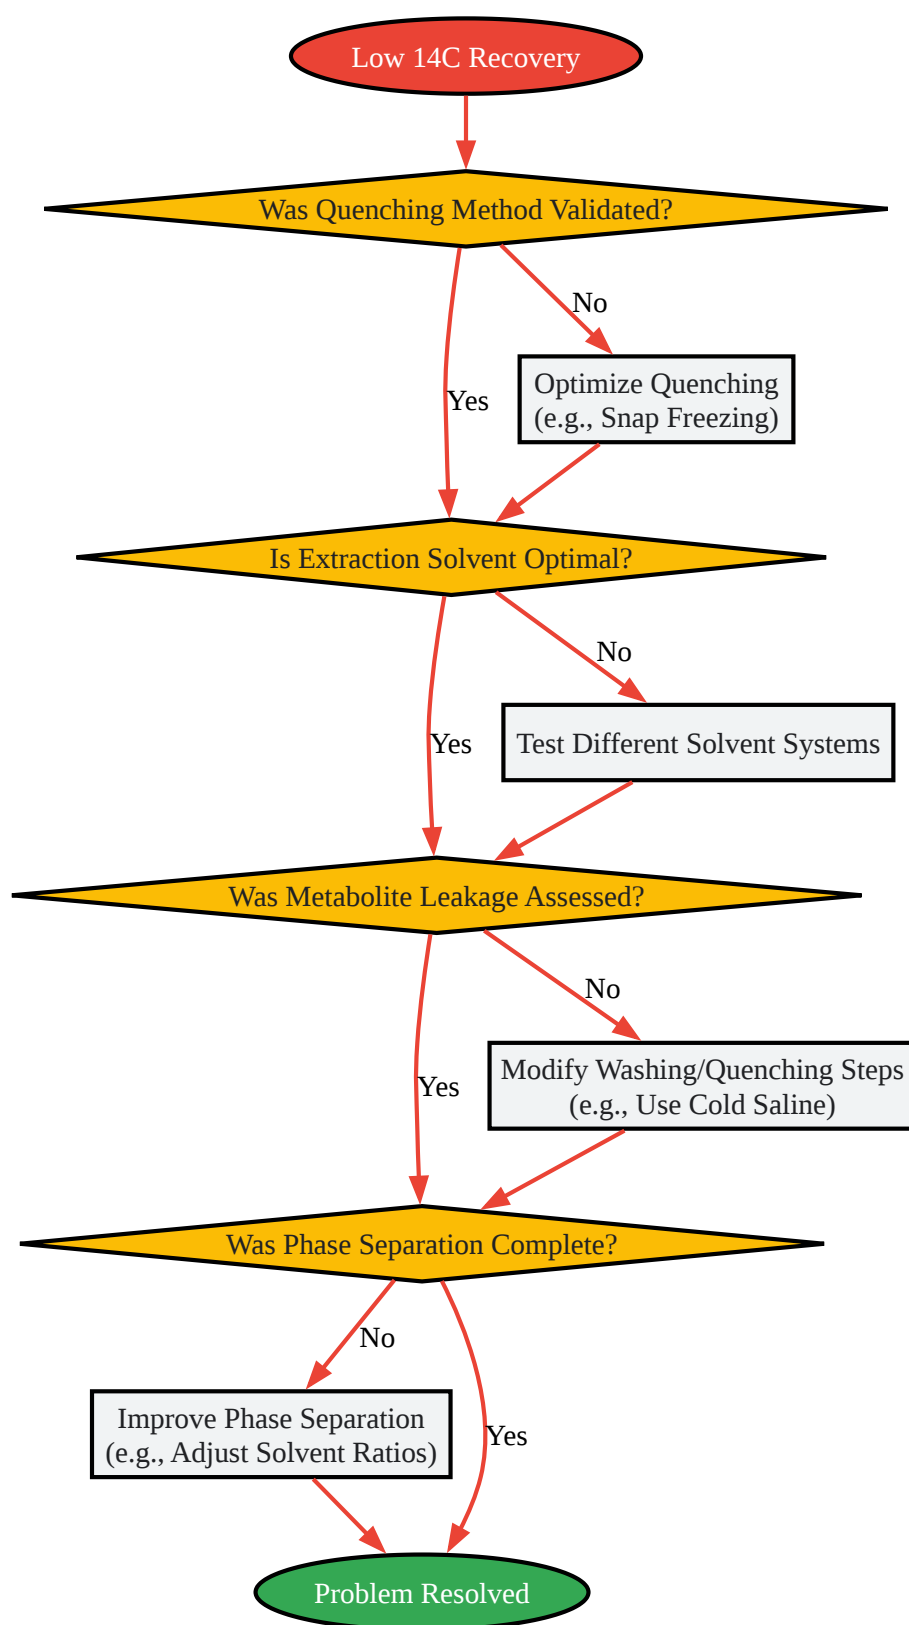 Low 14C Recovery
Was Quenching Method Validated?
No
Optimize Quenching
(e.g., Snap Freezing)
Yes
Is Extraction Solvent Optimal?
No
Test Different Solvent Systems
Yes
Was Metabolite Leakage Assessed?
No
Modify Washing/Quenching Steps
(e.g., Use Cold Saline)
Yes
Was Phase Separation Complete?
No
Improve Phase Separation
(e.g., Adjust Solvent Ratios)
Yes
Problem Resolved